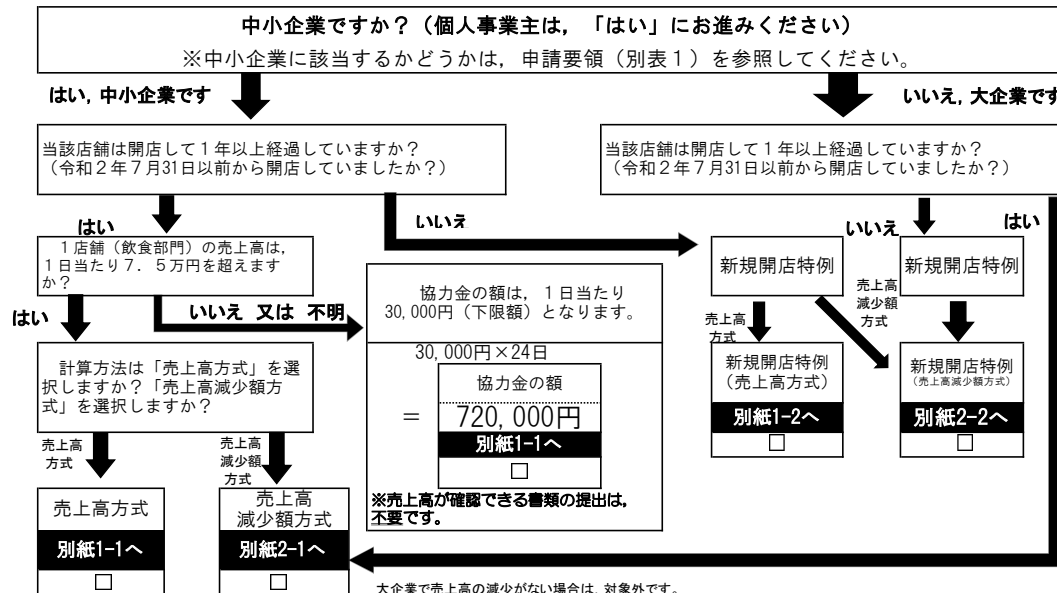 中小企業ですか？（個人事業主は，「はい」にお進みください）
※中小企業に該当するかどうかは，申請要領（別表１）を参照してください。
はい，中小企業です
いいえ，大企業です
当該店舗は開店して１年以上経過していますか？
（令和２年７月31日以前から開店していましたか？）
当該店舗は開店して１年以上経過していますか？
（令和２年７月31日以前から開店していましたか？）
はい
いいえ
いいえ
はい
１店舗（飲食部門）の売上高は，
１日当たり７．５万円を超えます
か？
はい
いいえ 又は 不明
協力金の額は，１日当たり
30,000円（下限額）となります。
30,000円×24日
＝
協力金の額
720,000円
別紙1-1へ
□
※売上高が確認できる書類の提出は，
不要です。
新規開店特例
新規開店特例
売上高
方式
売上高
減少額
方式
新規開店特例
（売上高方式）
別紙1-2へ
□
新規開店特例
（売上高減少額方式）
別紙2-2へ
□
計算方法は「売上高方式」を選
択しますか？「売上高減少額方
式」を選択しますか？
売上高
方式
売上高
減少額
方式
売上高方式
別紙1-1へ
□
売上高
減少額方式
別紙2-1へ
□
大企業で売上高の減少がない場合は，対象外です。